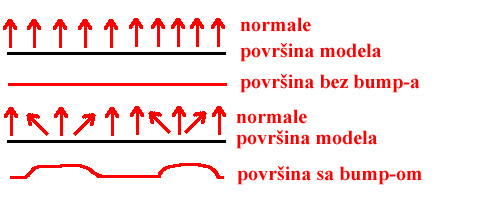 normale
površina modela
površina bez bump-a
normale
površina modela
površina sa bump-om